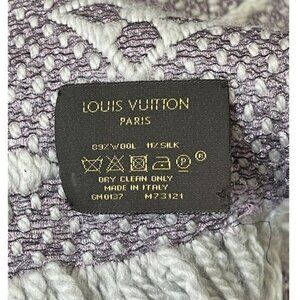 LOUIS VUITTON
PARIS
89% WOOL 11% SILK
P
DRY CLEAN ONLY
MADE IN ITALY
GM0137 M73121